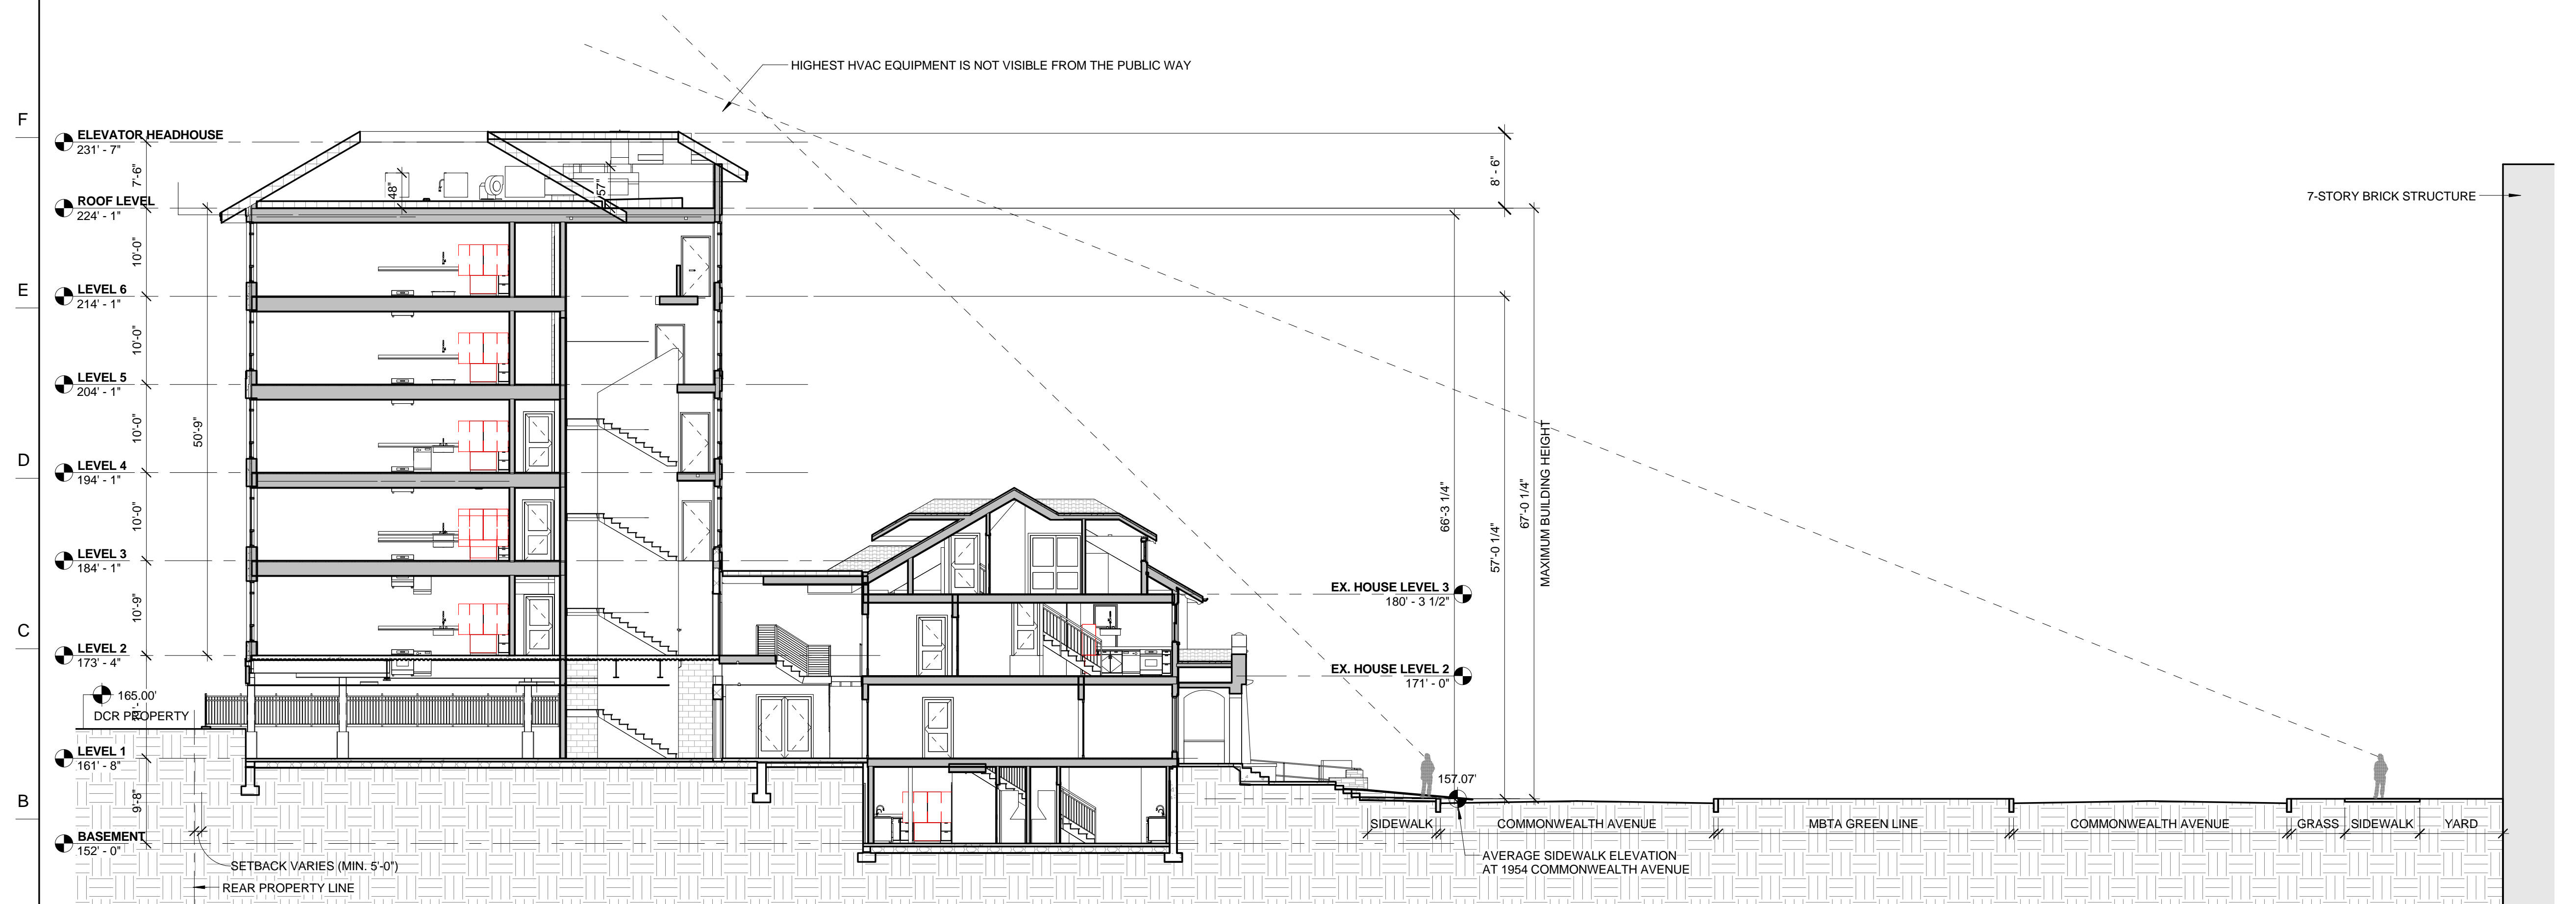 HIGHEST HVAC EQUIPMENT IS NOT VISIBLE FROM THE PUBLIC WAY
F
ELEVATOR HEADHOUSE
231' - 7"
7'-6"
8' - 6"
48"
57"
7-STORY BRICK STRUCTURE
ROOF LEVEL
224' - 1"
10'-0"
E
LEVEL 6
214' - 1"
10'-0"
LEVEL 5
204' - 1"
10'-0"
50'-9"
D
LEVEL 4
194' - 1"
10'-0"
66'-3 1/4"
57'-0 1/4"
67'-0 1/4"
MAXIMUM BUILDING HEIGHT
LEVEL 3
184' - 1"
EX. HOUSE LEVEL 3
180' - 3 1/2"
10'-9"
C
LEVEL 2
173' - 4"
EX. HOUSE LEVEL 2
171' - 0"
165.00'
DCR PROPERTY
LEVEL 1
161' - 8"
157.07'
9'-8"
B
SIDEWALK
COMMONWEALTH AVENUE
MBTA GREEN LINE
COMMONWEALTH AVENUE
GRASS
SIDEWALK
YARD
BASEMENT
152' - 0"
SETBACK VARIES (MIN. 5'-0")
AVERAGE SIDEWALK ELEVATION
AT 1954 COMMONWEALTH AVENUE
REAR PROPERTY LINE